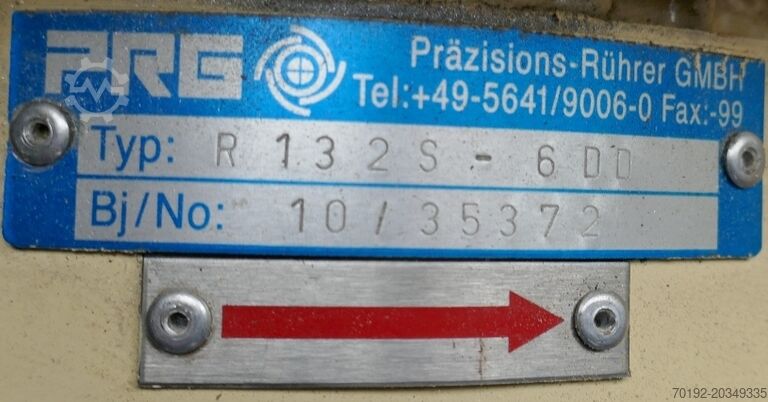 PRG
Präzisions-Rührer GMBH
Tel:+49-5641/9006-0 Fax:-99
Typ: R 132S - 6DD
Bj/No: 10/35372
70192-20349335